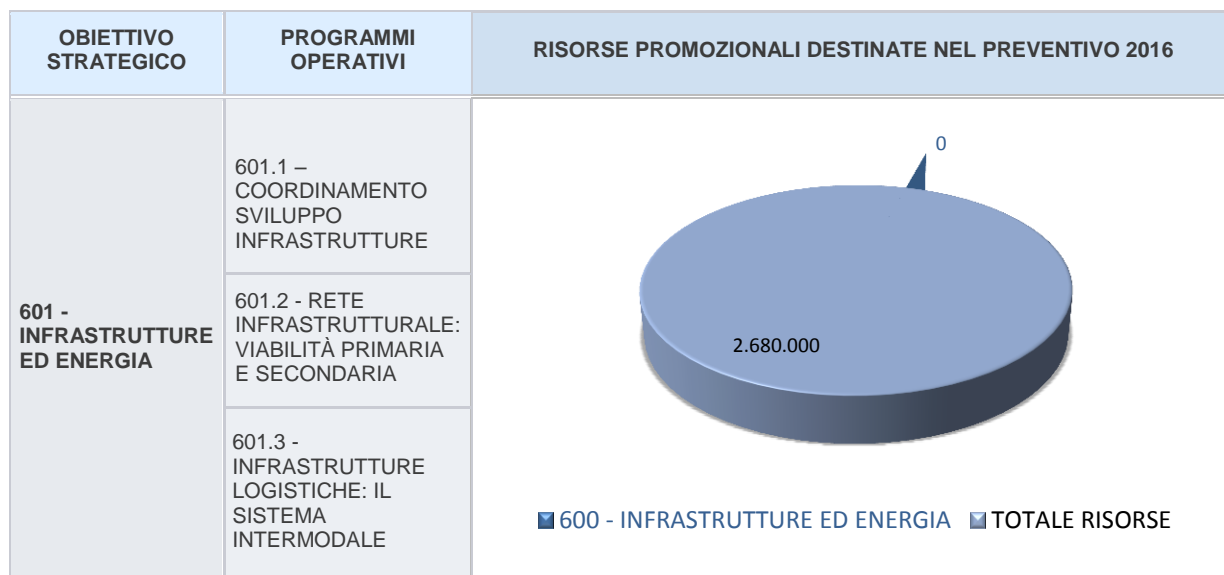 OBIETTIVO
STRATEGICO
PROGRAMMI
OPERATIVI
RISORSE PROMOZIONALI DESTINATE NEL PREVENTIVO 2016
601 -
INFRASTRUTTURE
ED ENERGIA
601.1 –
COORDINAMENTO
SVILUPPO
INFRASTRUTTURE
601.2 - RETE
INFRASTRUTTURALE:
VIABILITÀ PRIMARIA
E SECONDARIA
601.3 -
INFRASTRUTTURE
LOGISTICHE: IL
SISTEMA
INTERMODALE
0
2.680.000
600 - INFRASTRUTTURE ED ENERGIA TOTALE RISORSE